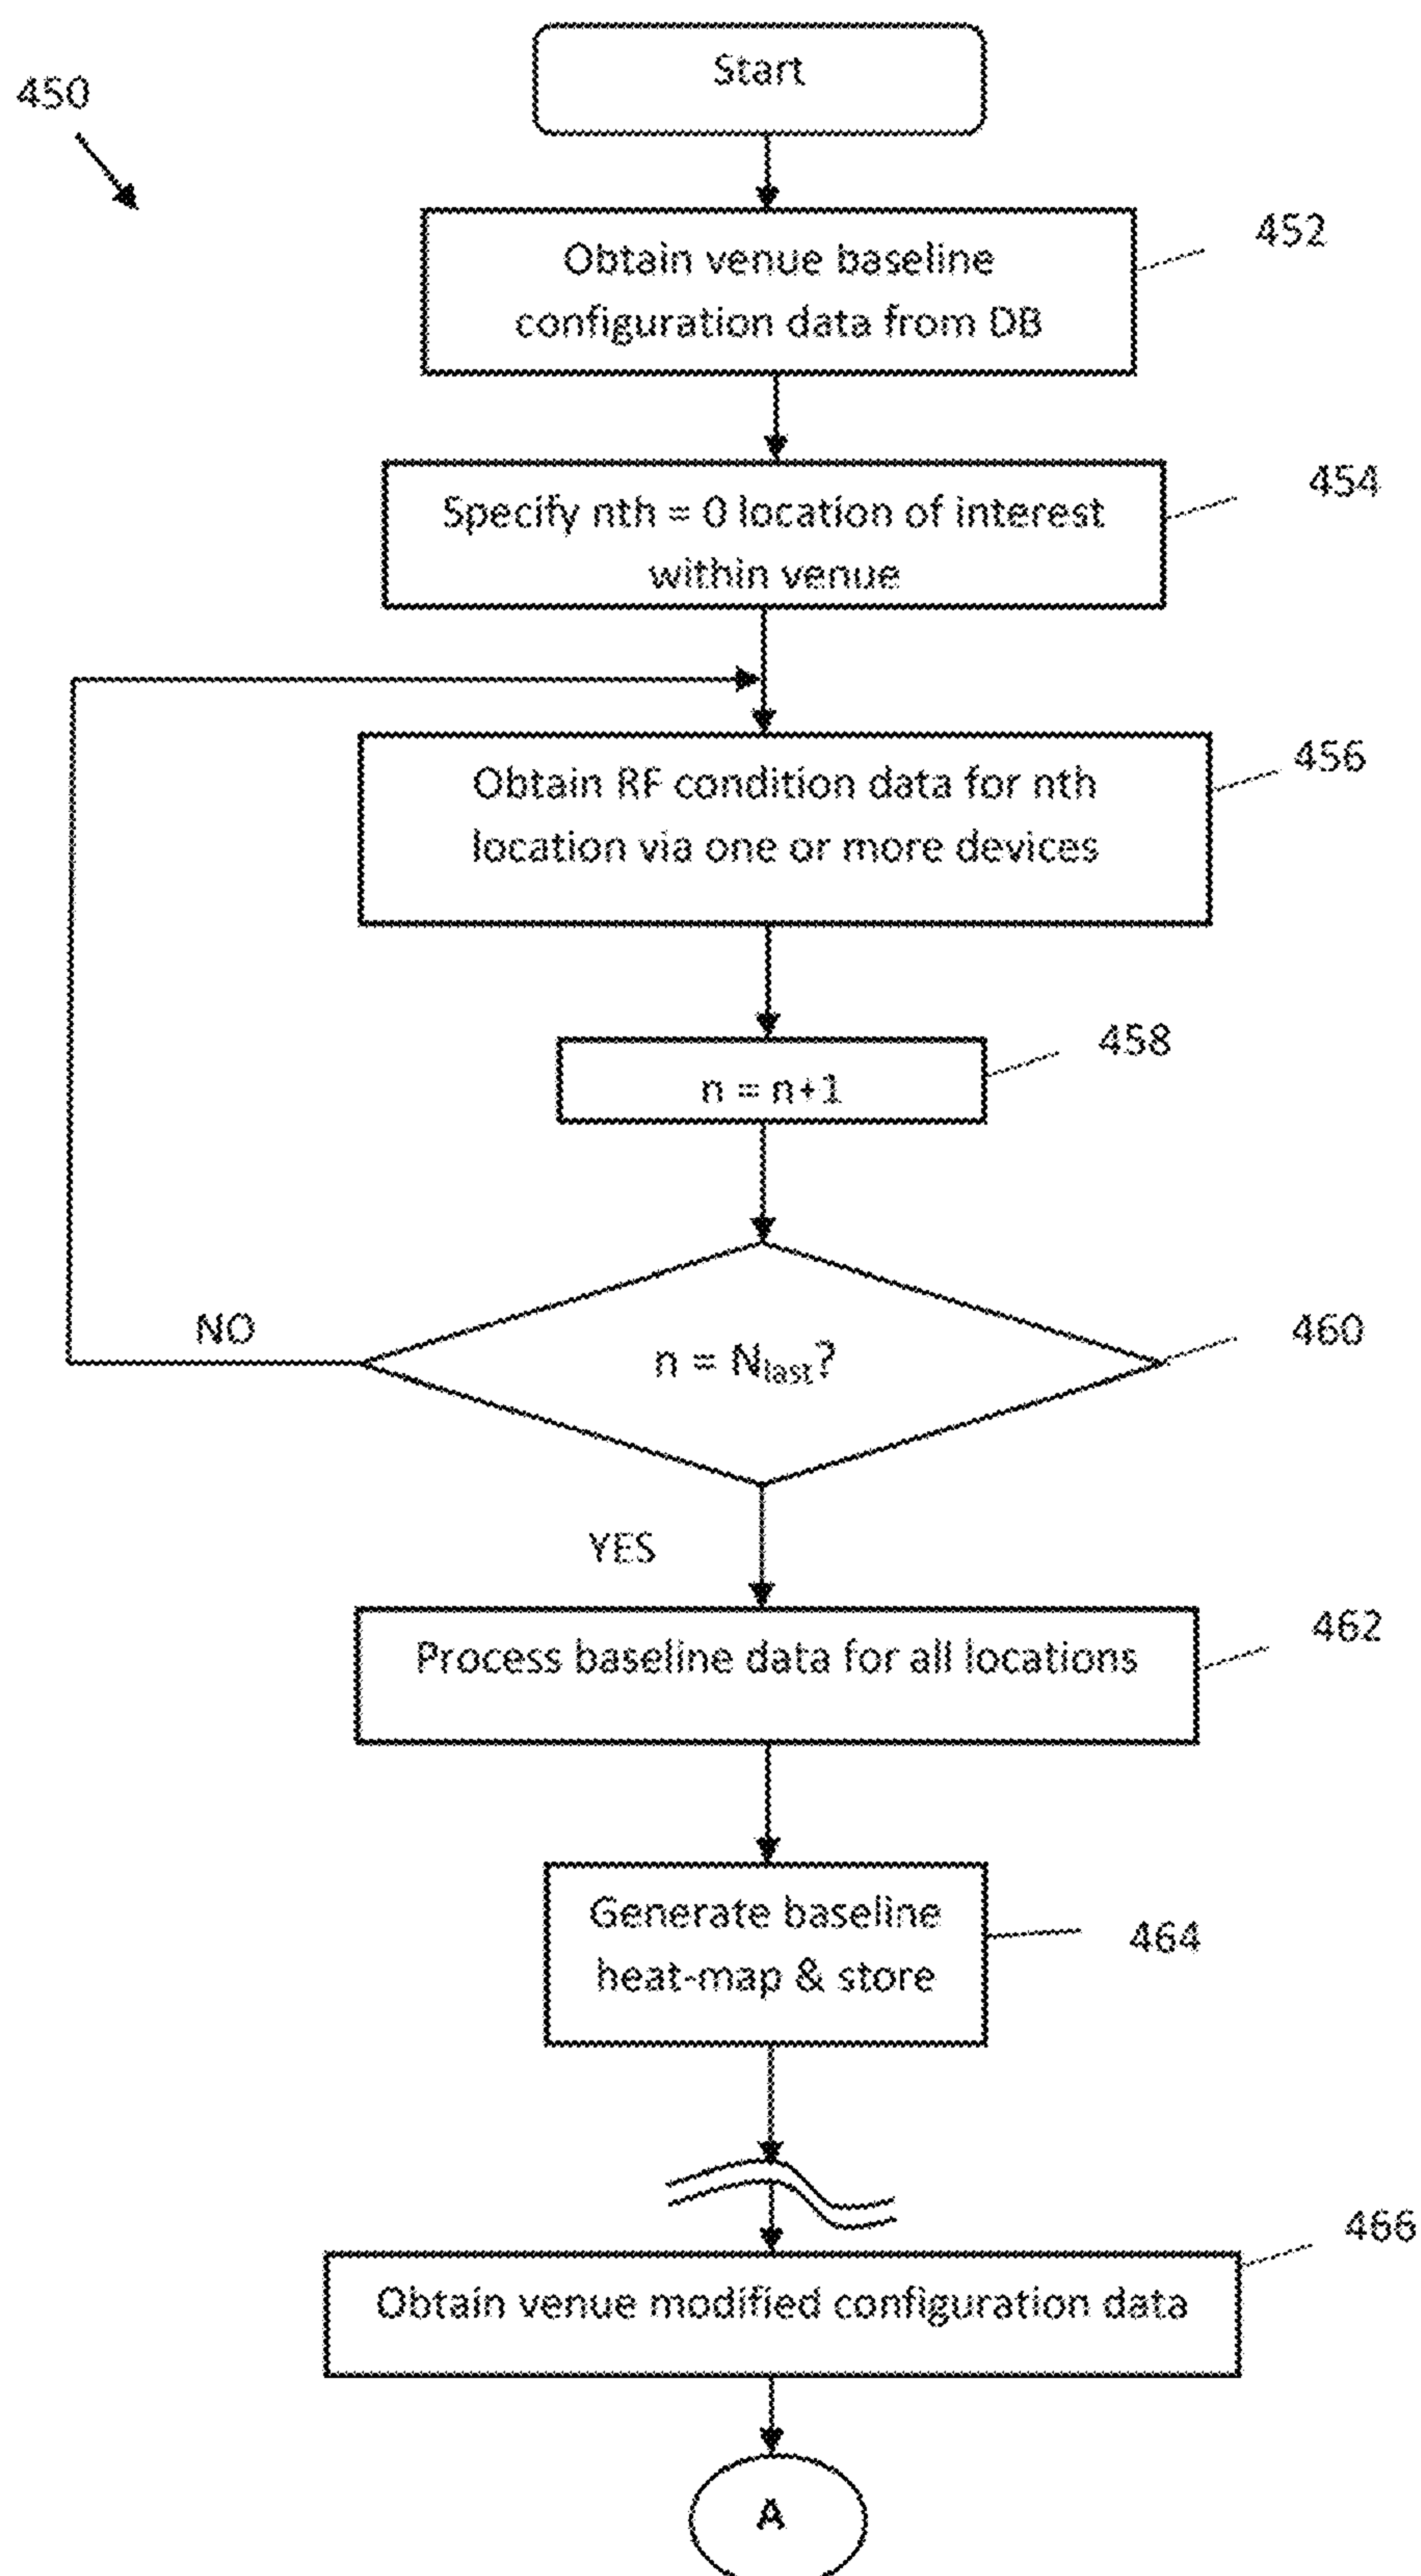 Start
450
452
Obtain venue baseline
configuration data from DB
454
Specify nth = 0 location of interest
within venue
456
Obtain RF condition data for nth
location via one or more devices
458
n = n+1
NO
460
n = Nlast?
YES
462
Process baseline data for all locations
Generate baseline
464
heat-map & store
466
Obtain venue modified configuration data
A